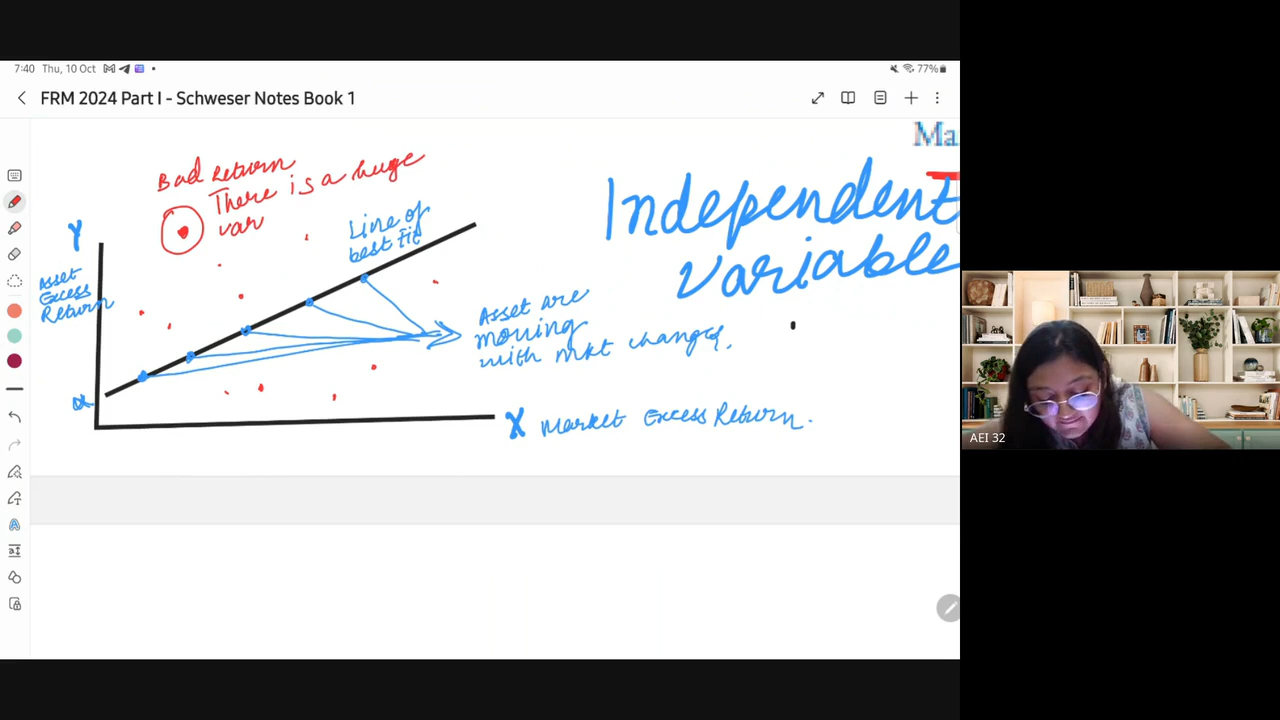 7:40 Thu, 10 Oct
77%
FRM 2024 Part I - Schweser Notes Book 1
Ma
Bad Return
There is a huge
var
Line of
best fit
Independent
variable
Y
Asset
Excess
Return
Asset are
moving
with mkt changes.
α
X Market Excess Return.
AEI 32